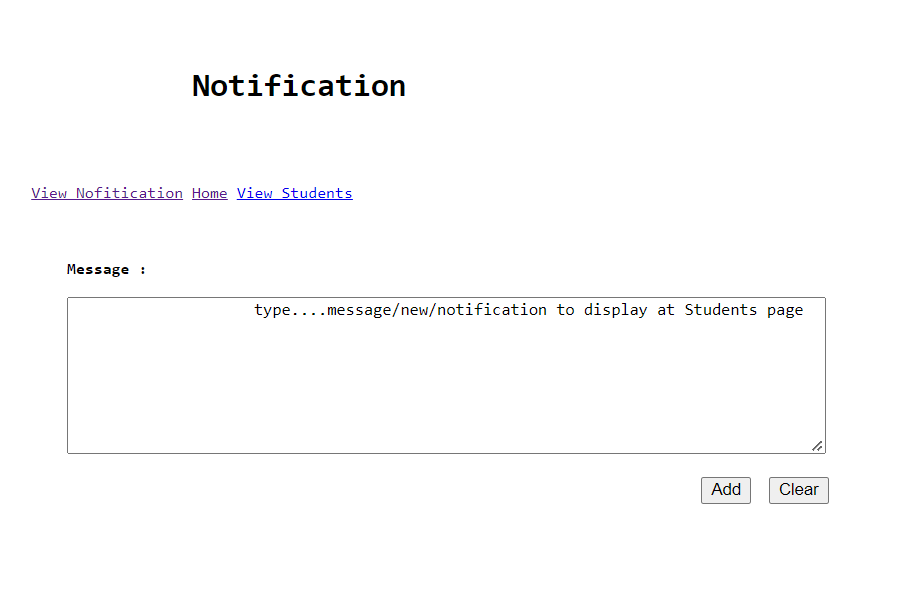 Notification
View Nofitication Home View Students
Message :
type....message/new/notification to display at Students page
Add Clear